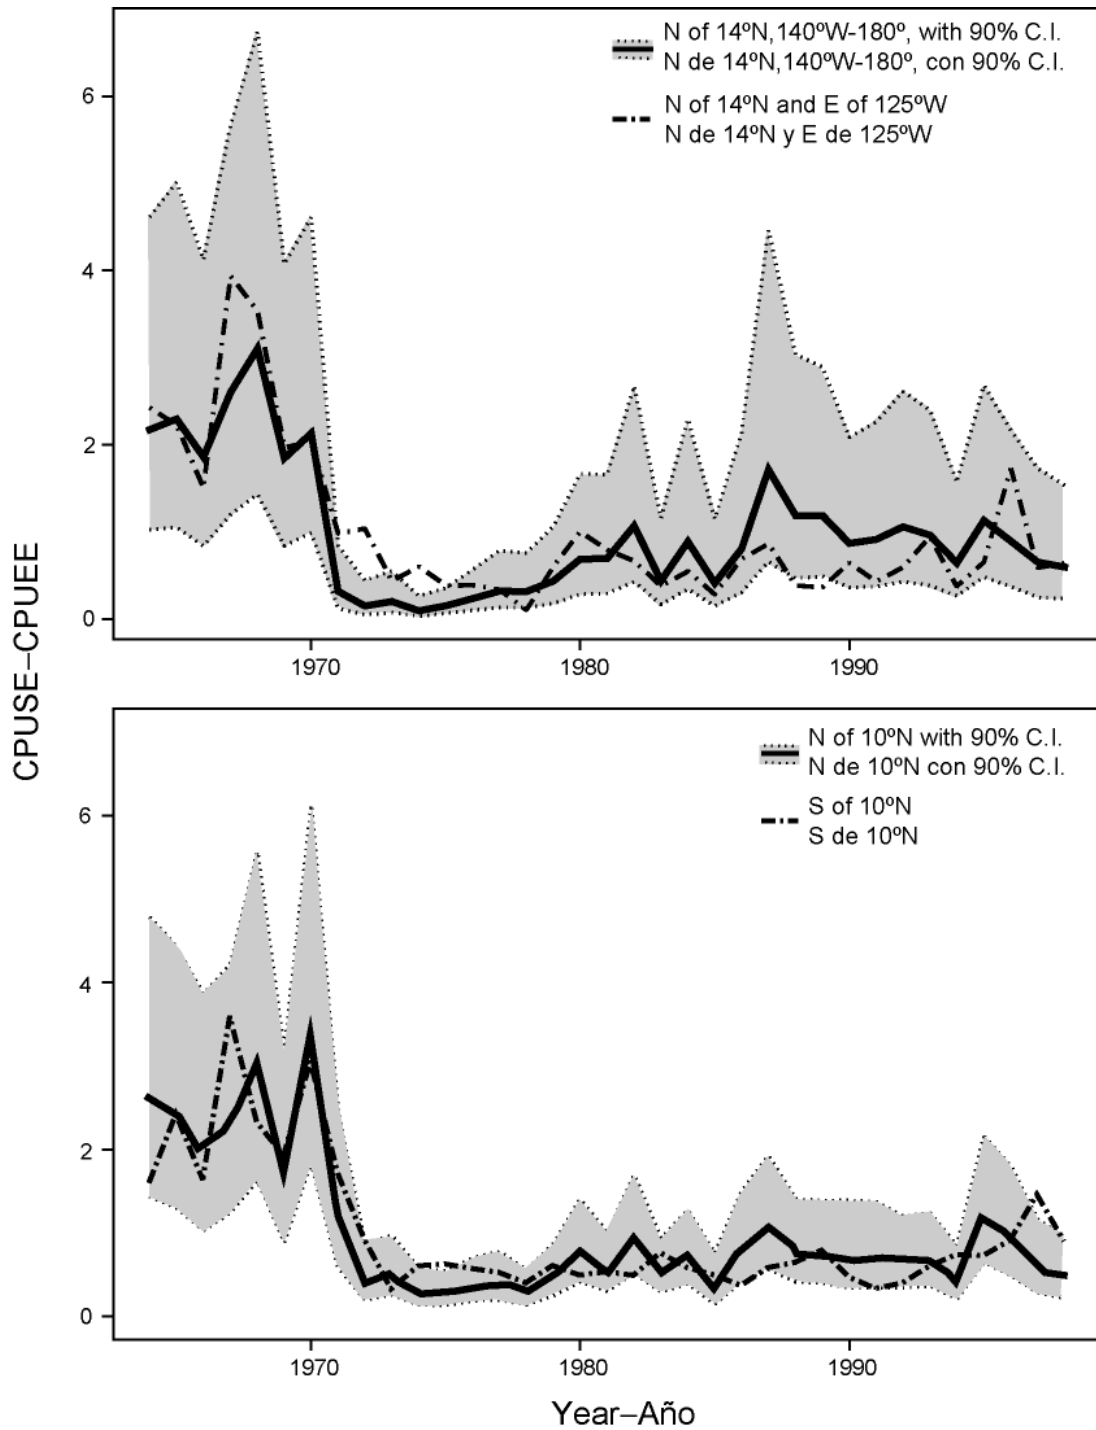 N of 14ºN,140ºW-180º, with 90% C.I.
N de 14ºN,140ºW-180º, con 90% C.I.
N of 14ºN and E of 125ºW
N de 14ºN y E de 125ºW
6
4
2
0
1970
1980
1990
CPUSE–CPUEE
N of 10ºN with 90% C.I.
N de 10ºN con 90% C.I.
S of 10ºN
S de 10ºN
6
4
2
0
1970
1980
1990
Year–Año